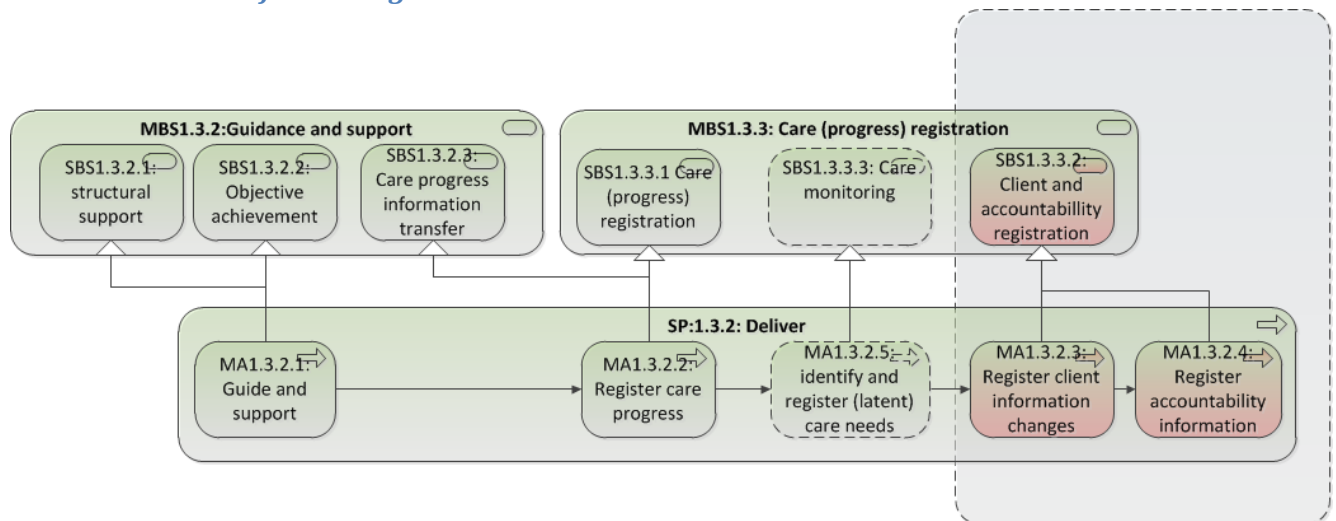 MBS1.3.2:Guidance and support
SBS1.3.2.1:
structural
support
SBS1.3.2.2:
Objective
achievement
SBS1.3.2.3:
Care progress
information
transfer
MBS1.3.3: Care (progress) registration
SBS1.3.3.1 Care
(progress)
registration
SBS1.3.3.3: Care
monitoring
SBS1.3.3.2:
Client and
accountabillity
registration
SP:1.3.2: Deliver
MA1.3.2.1:
Guide and
support
MA1.3.2.2:
Register care
progress
MA1.3.2.5:
identify and
register (latent)
care needs
MA1.3.2.3:
Register client
information
changes
MA1.3.2.4:
Register
accountability
information